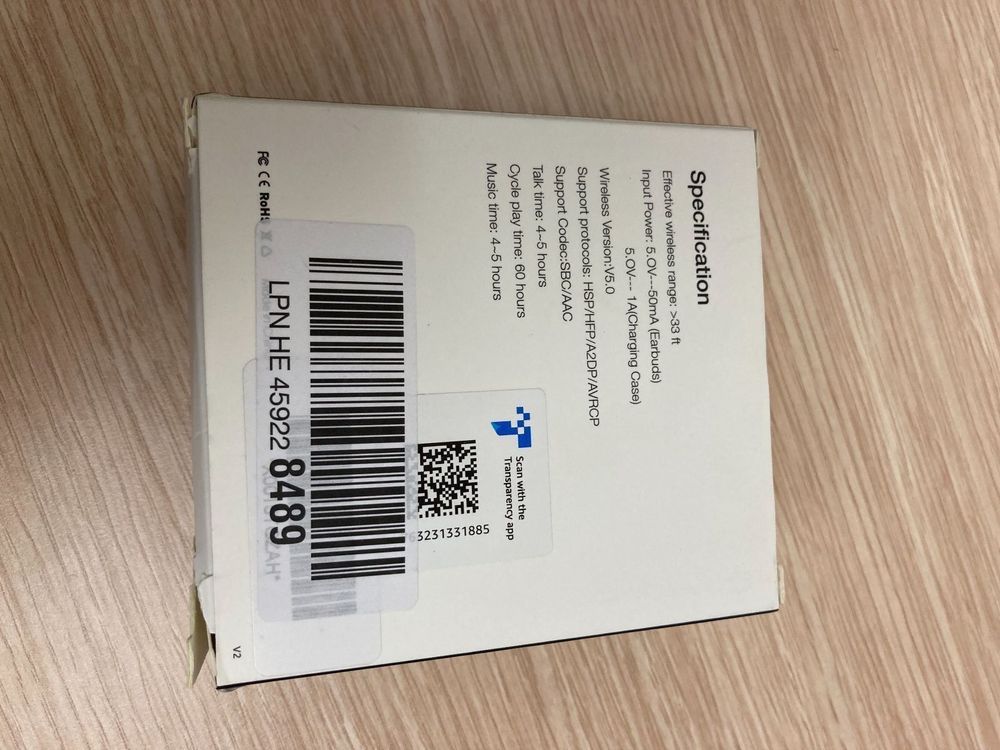 Specification
Effective wireless range: >33 ft
Input Power: 5.0V---50mA (Earbuds)
5.0V--- 1A(Charging Case)
Wireless Version:V5.0
Support protocols: HSP/HFP/A2DP/AVRCP
Support Codec:SBC/AAC
Talk time: 4~5 hours
Cycle play time: 60 hours
Music time: 4~5 hours
Scan with the
Transparency app
3231331885
FC CE RoHS
LPN HE 45922 8489
V2